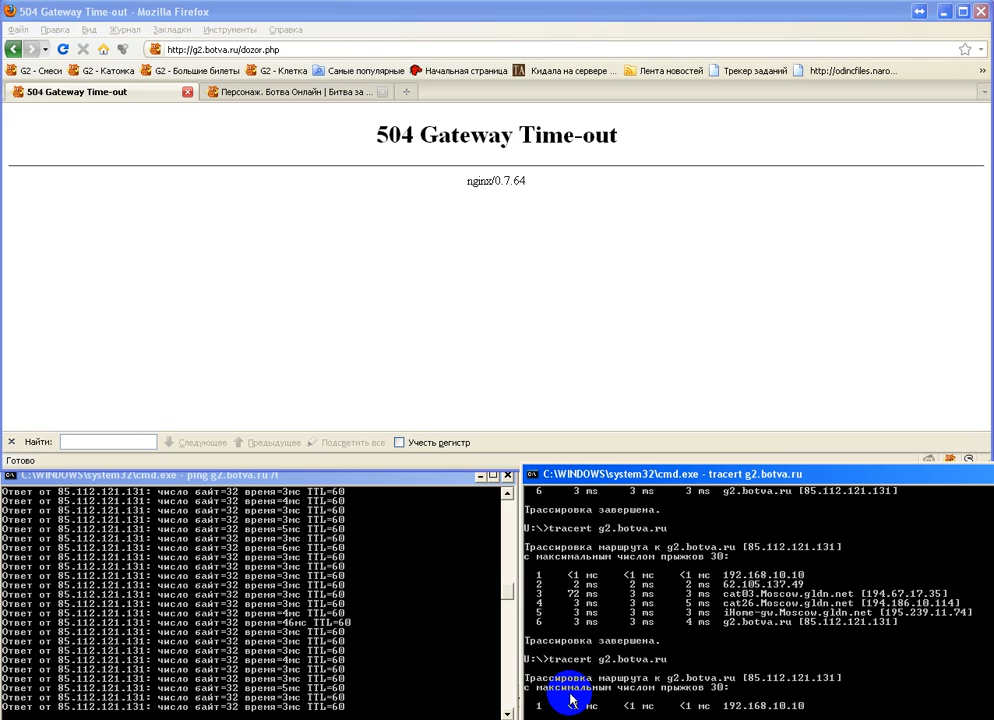 504 Gateway Time-out - Mozilla Firefox
Файл Правка Вид Журнал Закладки Инструменты Справка
http://g2.botva.ru/dozor.php
G2 - Смеси G2 - Катомка G2 - Большие билеты G2 - Клетка Самые популярные Начальная страница Кидала на сервере ... Лента новостей Трекер заданий http://odincfiles.naro... »
504 Gateway Time-out Персонаж. Ботва Онлайн | Битва за ...
504 Gateway Time-out
nginx/0.7.64
Найти: Следующее Предыдущее Подсветить все Учесть регистр
Готово
C:\WINDOWS\system32\cmd.exe - ping g2.botva.ru /t
Ответ от 85.112.121.131: число байт=32 время=3мс TTL=60
Ответ от 85.112.121.131: число байт=32 время=4мс TTL=60
Ответ от 85.112.121.131: число байт=32 время=3мс TTL=60
Ответ от 85.112.121.131: число байт=32 время=3мс TTL=60
Ответ от 85.112.121.131: число байт=32 время=5мс TTL=60
Ответ от 85.112.121.131: число байт=32 время=3мс TTL=60
Ответ от 85.112.121.131: число байт=32 время=6мс TTL=60
Ответ от 85.112.121.131: число байт=32 время=3мс TTL=60
Ответ от 85.112.121.131: число байт=32 время=4мс TTL=60
Ответ от 85.112.121.131: число байт=32 время=3мс TTL=60
Ответ от 85.112.121.131: число байт=32 время=3мс TTL=60
Ответ от 85.112.121.131: число байт=32 время=3мс TTL=60
Ответ от 85.112.121.131: число байт=32 время=4мс TTL=60
Ответ от 85.112.121.131: число байт=32 время=3мс TTL=60
Ответ от 85.112.121.131: число байт=32 время=46мс TTL=60
Ответ от 85.112.121.131: число байт=32 время=3мс TTL=60
Ответ от 85.112.121.131: число байт=32 время=3мс TTL=60
Ответ от 85.112.121.131: число байт=32 время=3мс TTL=60
Ответ от 85.112.121.131: число байт=32 время=4мс TTL=60
Ответ от 85.112.121.131: число байт=32 время=3мс TTL=60
Ответ от 85.112.121.131: число байт=32 время=3мс TTL=60
Ответ от 85.112.121.131: число байт=32 время=5мс TTL=60
Ответ от 85.112.121.131: число байт=32 время=3мс TTL=60
Ответ от 85.112.121.131: число байт=32 время=3мс TTL=60
C:\WINDOWS\system32\cmd.exe - tracert g2.botva.ru
6 3 ms 3 ms 3 ms g2.botva.ru [85.112.121.131]
Трассировка завершена.
U:\>tracert g2.botva.ru
Трассировка маршрута к g2.botva.ru [85.112.121.131]
с максимальным числом прыжков 30:
1 <1 мс <1 мс <1 мс 192.168.10.10
2 2 ms 2 ms 2 ms 62.105.137.49
3 72 ms 3 ms 3 ms cat03.Moscow.gldn.net [194.67.17.35]
4 3 ms 3 ms 5 ms cat26.Moscow.gldn.net [194.186.10.114]
5 3 ms 3 ms 3 ms iHome-gw.Moscow.gldn.net [195.239.11.74]
6 3 ms 3 ms 4 ms g2.botva.ru [85.112.121.131]
Трассировка завершена.
U:\>tracert g2.botva.ru
Трассировка маршрута к g2.botva.ru [85.112.121.131]
с максимальным числом прыжков 30:
1 <1 мс <1 мс <1 мс 192.168.10.10